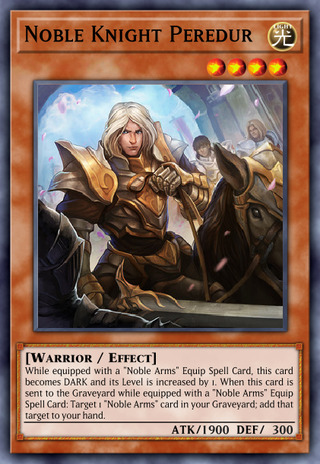 Noble Knight Peredur
LIGHT
光
[Warrior / Effect]
While equipped with a "Noble Arms" Equip Spell Card, this card
becomes DARK and its Level is increased by 1. When this card is
sent to the Graveyard while equipped with a "Noble Arms" Equip
Spell Card: Target 1 "Noble Arms" card in your Graveyard; add that
target to your hand.
ATK/1900 DEF/ 300